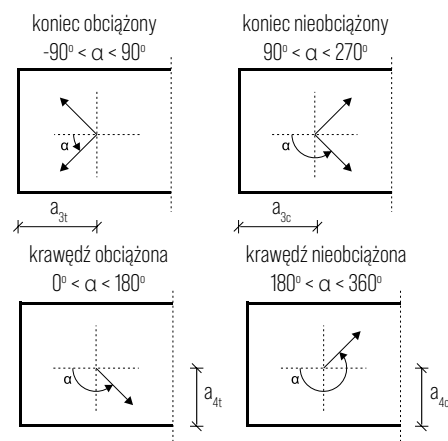 koniec obciążony
-90° < α < 90°
koniec nieobciążony
90° < α < 270°
α
α
a3t
a3c
krawędź obciążona
0° < α < 180°
krawędź nieobciążona
180° < α < 360°
α
a4t
α
a4c